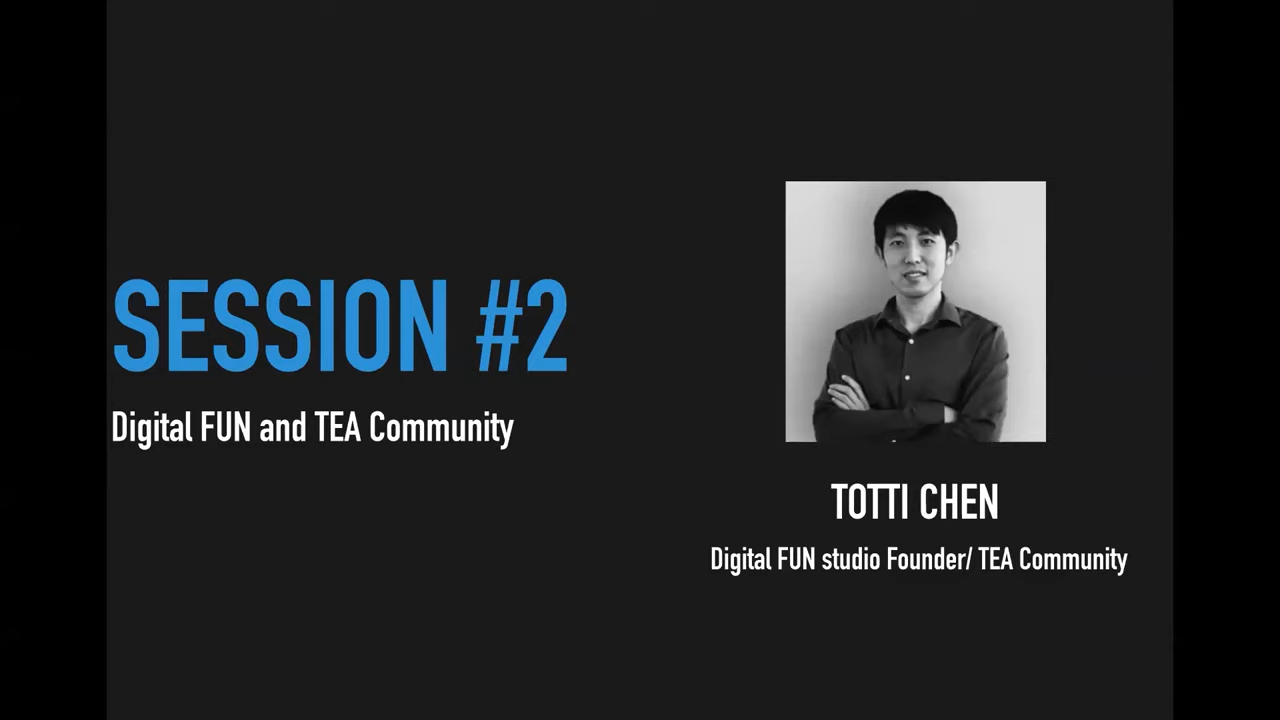 SESSION #2
Digital FUN and TEA Community
TOTTI CHEN
Digital FUN studio Founder/ TEA Community